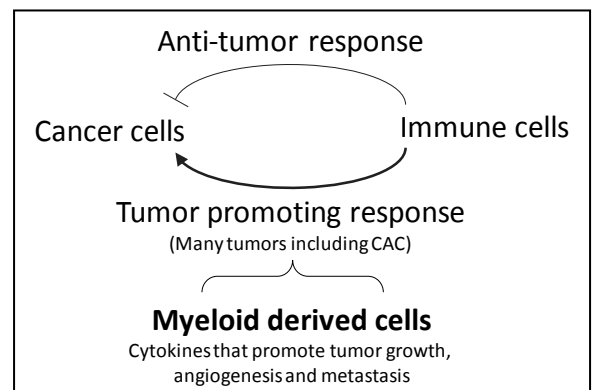 Anti-tumor response
Cancer cells
Immune cells
Tumor promoting response
(Many tumors including CAC)
Myeloid derived cells
Cytokines that promote tumor growth,
angiogenesis and metastasis